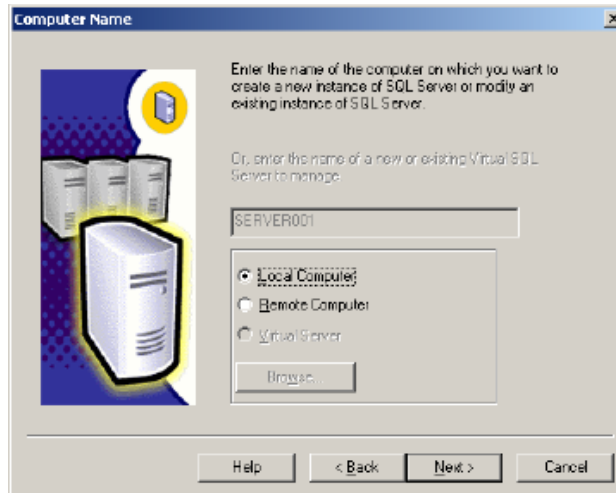 Computer Name
Enter the name of the computer on which you want to
create a new instance of SQL Server or modify an
existing instance of SQL Server.
Or, enter the name of a new or existing Virtual SQL
Server to manage.
SERVER001
Local Computer
Remote Computer
Virtual Server
Browse...
Help
< Back
Next >
Cancel